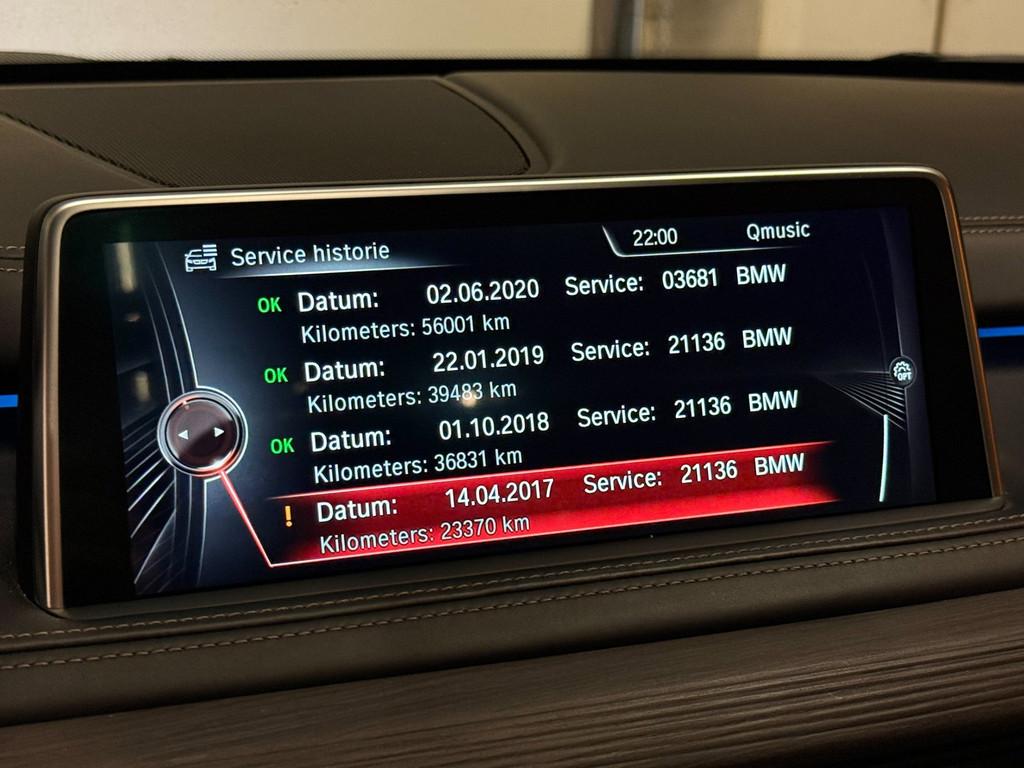 Service historie
22:00 Qmusic
OK Datum: 02.06.2020 Service: 03681 BMW
Kilometers: 56001 km
OK Datum: 22.01.2019 Service: 21136 BMW
Kilometers: 39483 km
OPT
OK Datum: 01.10.2018 Service: 21136 BMW
Kilometers: 36831 km
! Datum: 14.04.2017 Service: 21136 BMW
Kilometers: 23370 km